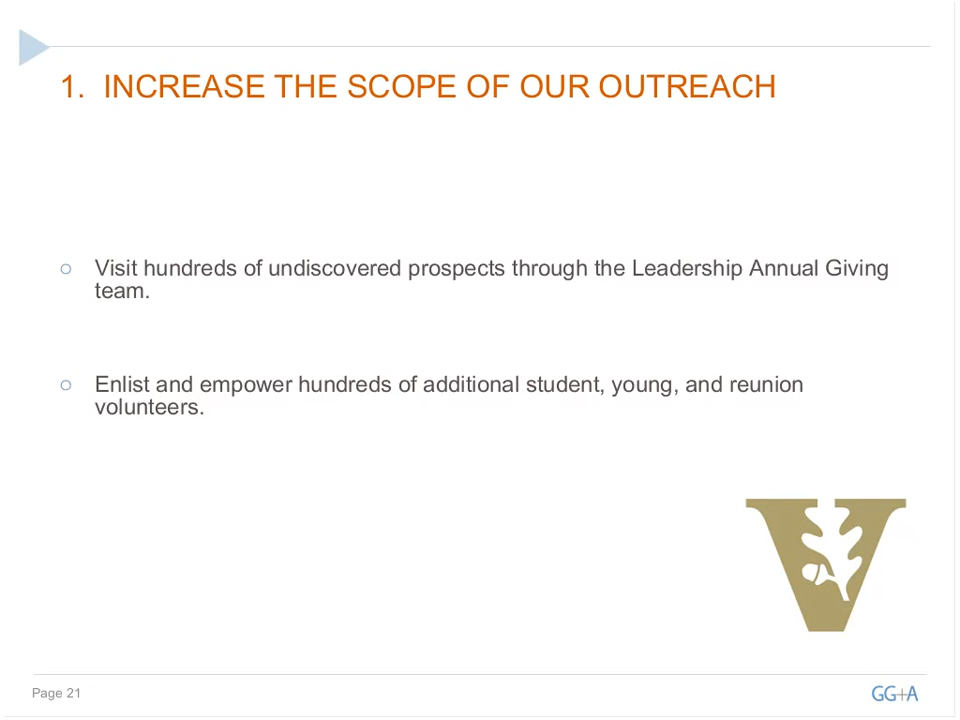 1. INCREASE THE SCOPE OF OUR OUTREACH
○ Visit hundreds of undiscovered prospects through the Leadership Annual Giving
team.
○ Enlist and empower hundreds of additional student, young, and reunion
volunteers.
V
Page 21
GG+A